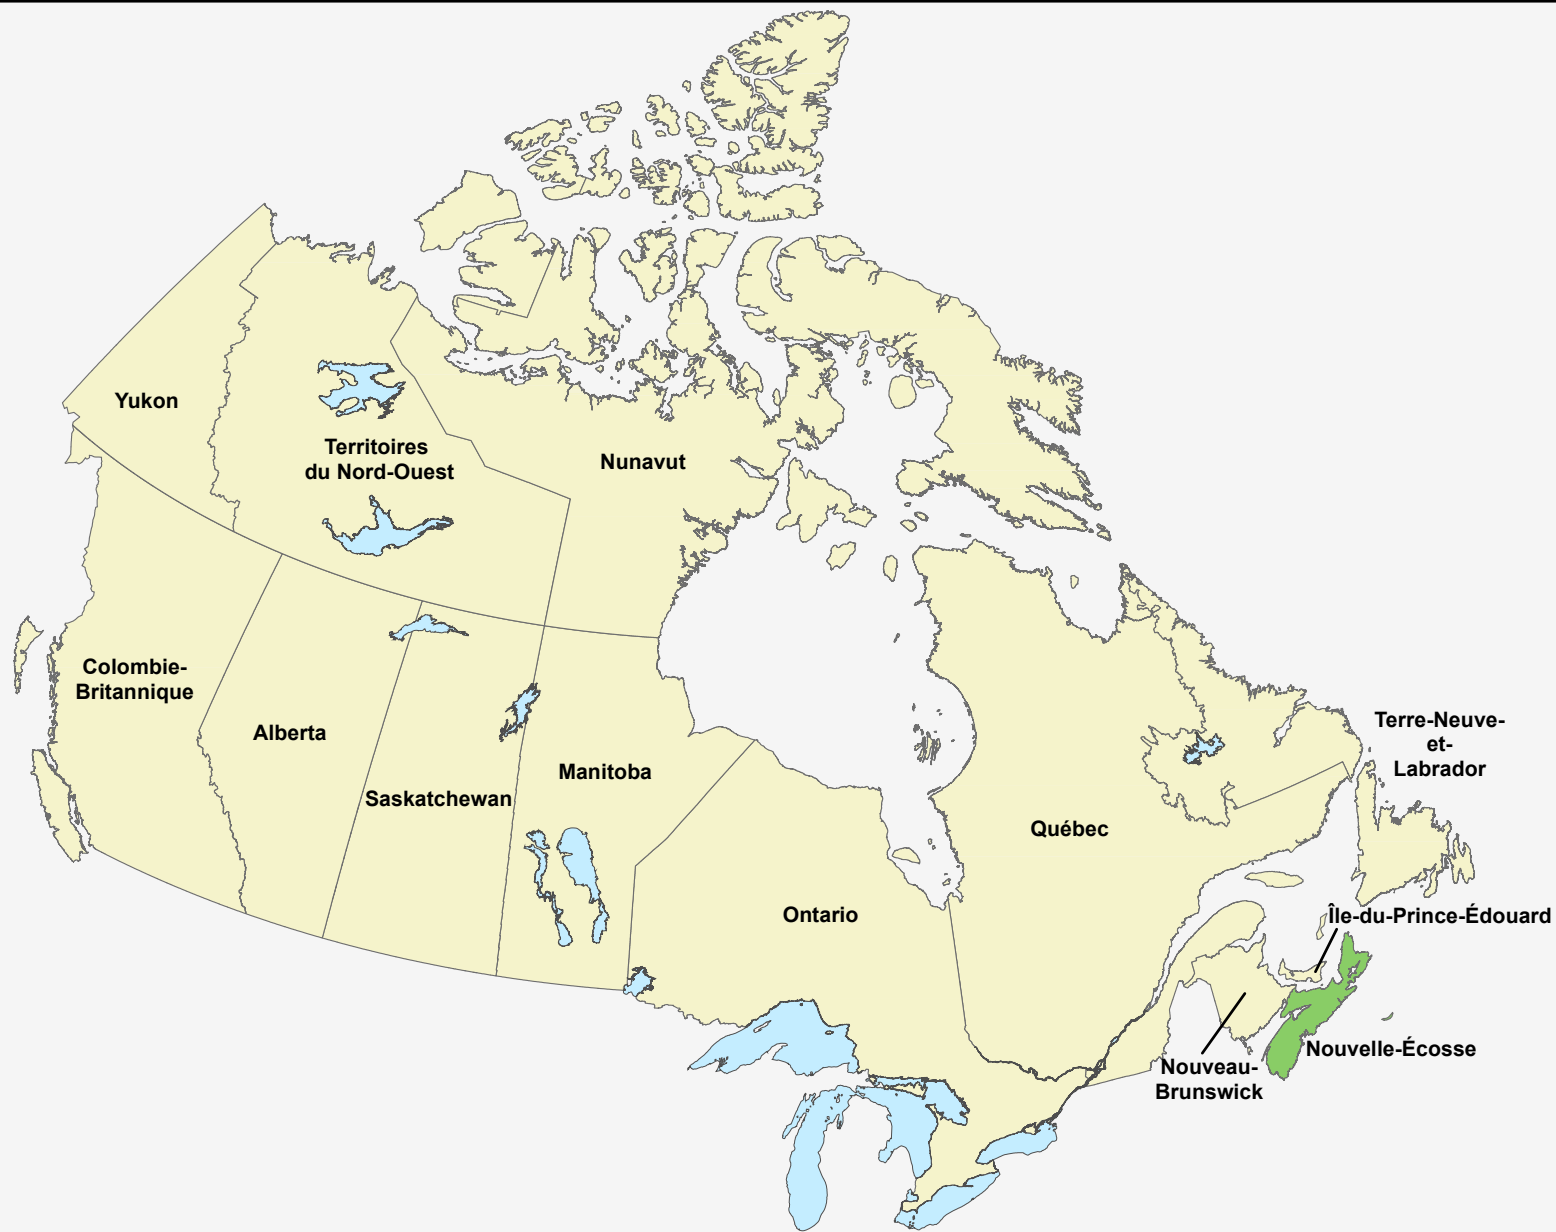 Yukon
Territoires
du Nord-Ouest
Nunavut
Colombie-
Britannique
Alberta
Saskatchewan
Manitoba
Ontario
Québec
Terre-Neuve-
et-
Labrador
Île-du-Prince-Édouard
Nouvelle-Écosse
Nouveau-
Brunswick